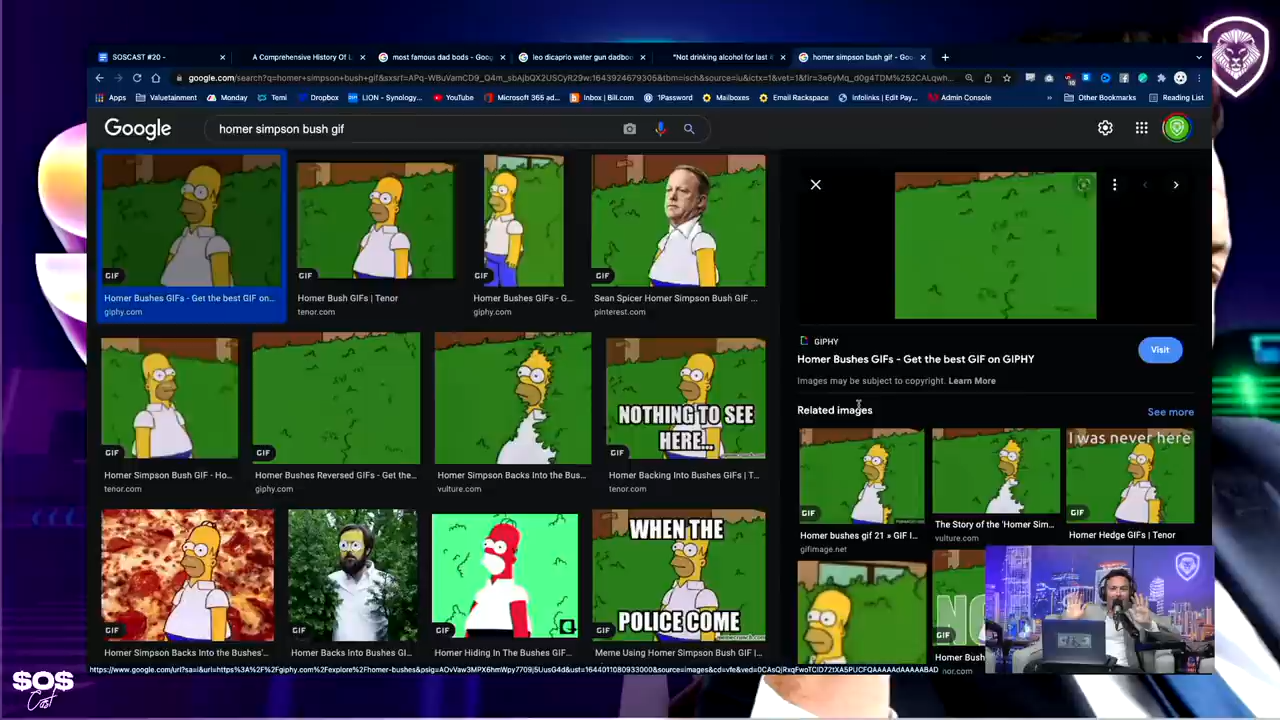 SOSCAST #20 -
A Comprehensive History Of L
most famous dad bods - Goog
leo dicaprio water gun dadbo
"Not drinking alcohol for last
homer simpson bush gif - Goo
Apps
Valuetainment
Monday
Temi
Dropbox
LION - Synology...
YouTube
Microsoft 365 ad...
Inbox | Bill.com
1Password
Mailboxes
Email Rackspace
Infolinks | Edit Pay...
Admin Console
Other Bookmarks
Reading List
Google
homer simpson bush gif
GIF
Homer Bushes GIFs - Get the best GIF on...
giphy.com
GIF
Homer Bush GIFs | Tenor
tenor.com
GIF
Homer Bushes GIFs - G...
giphy.com
GIF
Sean Spicer Homer Simpson Bush GIF ...
pinterest.com
GIF
Homer Simpson Bush GIF - Ho...
tenor.com
GIF
Homer Bushes Reversed GIFs - Get the...
giphy.com
GIF
Homer Simpson Backs Into the Bus...
vulture.com
NOTHING TO SEE
HERE...
GIF
Homer Backing Into Bushes GIFs | T...
tenor.com
GIF
Homer Simpson Backs Into the Bushes'...
GIF
Homer Backs Into Bushes GI...
GIF
Homer Hiding In The Bushes GIF...
WHEN THE
POLICE COME
GIF
Meme Using Homer Simpson Bush GIF |...
GIPHY
Homer Bushes GIFs - Get the best GIF on GIPHY
Visit
Images may be subject to copyright. Learn More
Related images
See more
GIF
Homer bushes gif 21 » GIF I...
gifimage.net
The Story of the 'Homer Sim...
vulture.com
I was never here
GIF
Homer Hedge GIFs | Tenor
GIF
Homer Bush
SOS
Cast